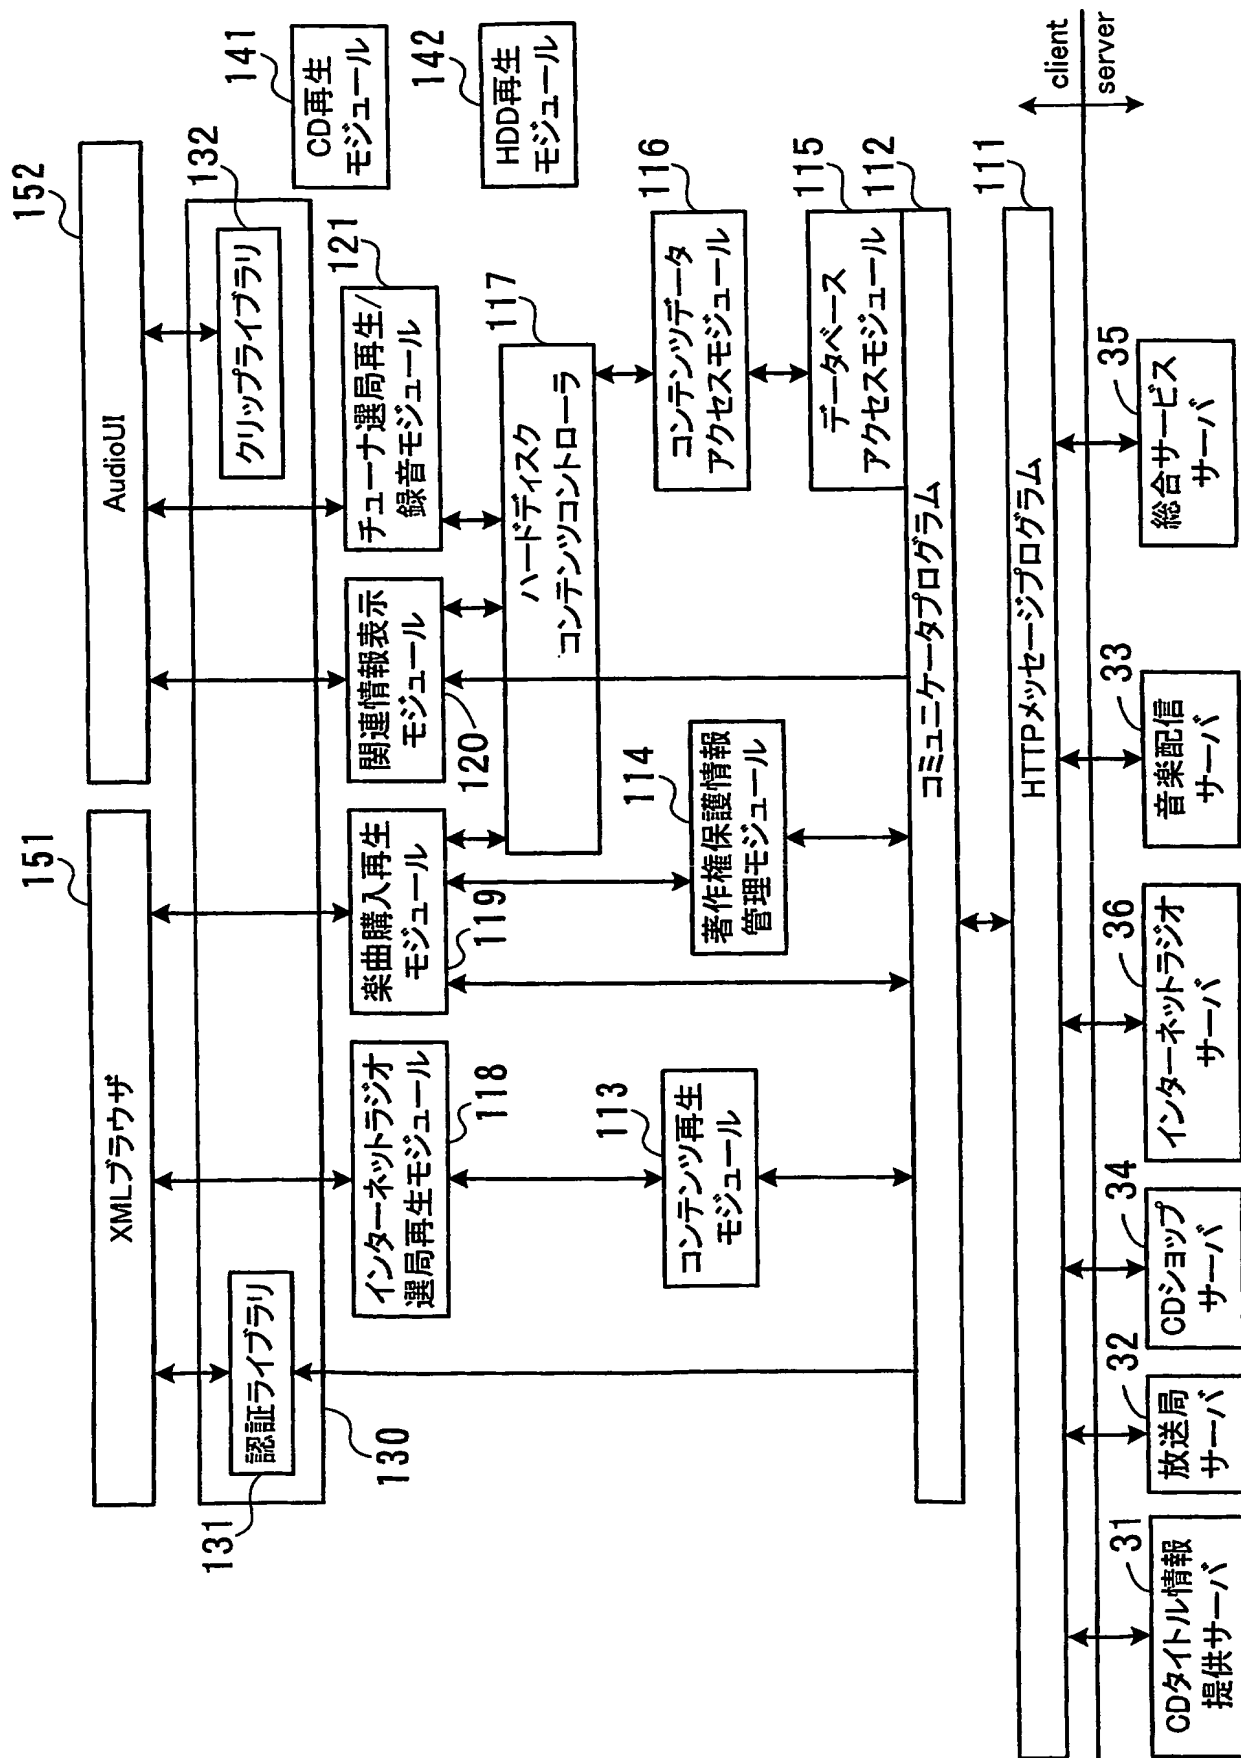 151
XMLブラウザ
152
AudioUI
131
認証ライブラリ
130
クリップライブラリ
132
CD再生
モジュール
141
HDD再生
モジュール
142
インターネットラジオ
選局再生モジュール
118
楽曲購入再生
モジュール
119
関連情報表示
モジュール
120
チューナ選局再生/
録音モジュール
121
ハードディスク
コンテンツコントローラ
117
コンテンツ再生
モジュール
113
著作権保護情報
管理モジュール
114
コンテンツデータ
アクセスモジュール
116
データベース
アクセスモジュール
115
コミュニケータプログラム
112
HTTPメッセージプログラム
111
client
server
CDタイトル情報
提供サーバ
31
放送局
サーバ
32
CDショップ
サーバ
34
インターネットラジオ
サーバ
36
音楽配信
サーバ
33
総合サービス
サーバ
35